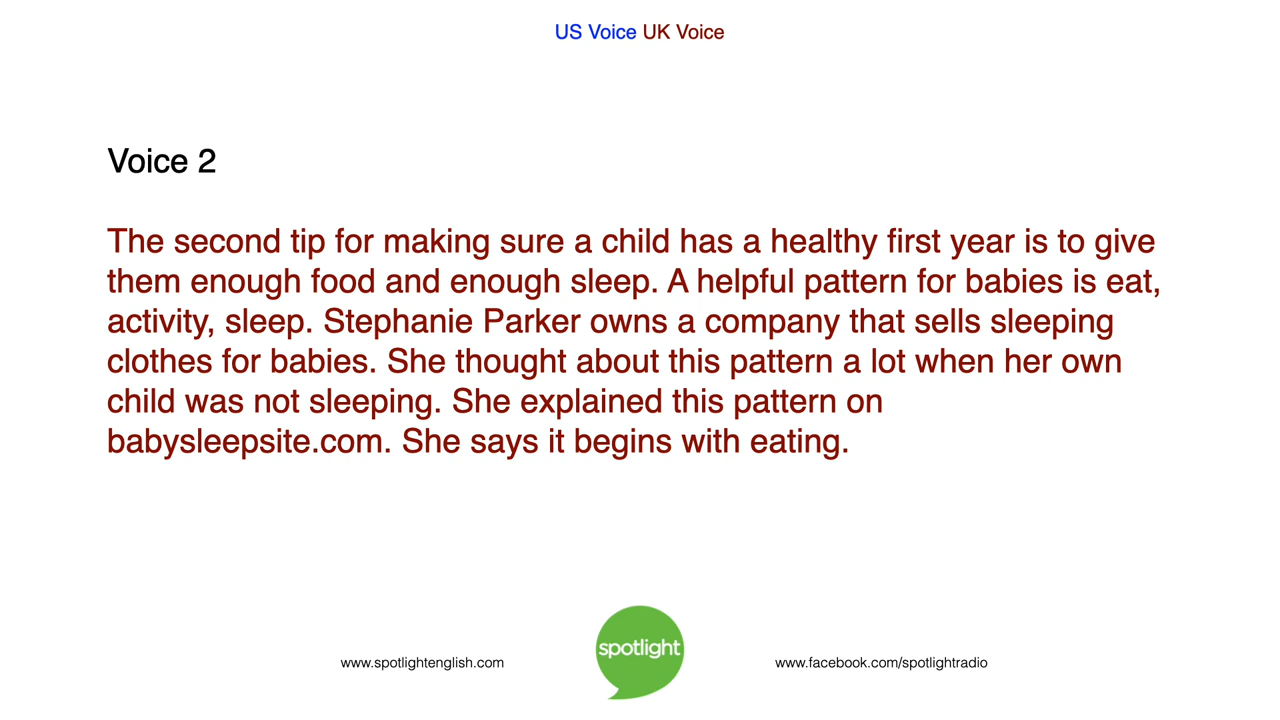 US Voice UK Voice
Voice 2
The second tip for making sure a child has a healthy first year is to give
them enough food and enough sleep. A helpful pattern for babies is eat,
activity, sleep. Stephanie Parker owns a company that sells sleeping
clothes for babies. She thought about this pattern a lot when her own
child was not sleeping. She explained this pattern on
babysleepsite.com. She says it begins with eating.
www.spotlightenglish.com
spotlight
www.facebook.com/spotlightradio